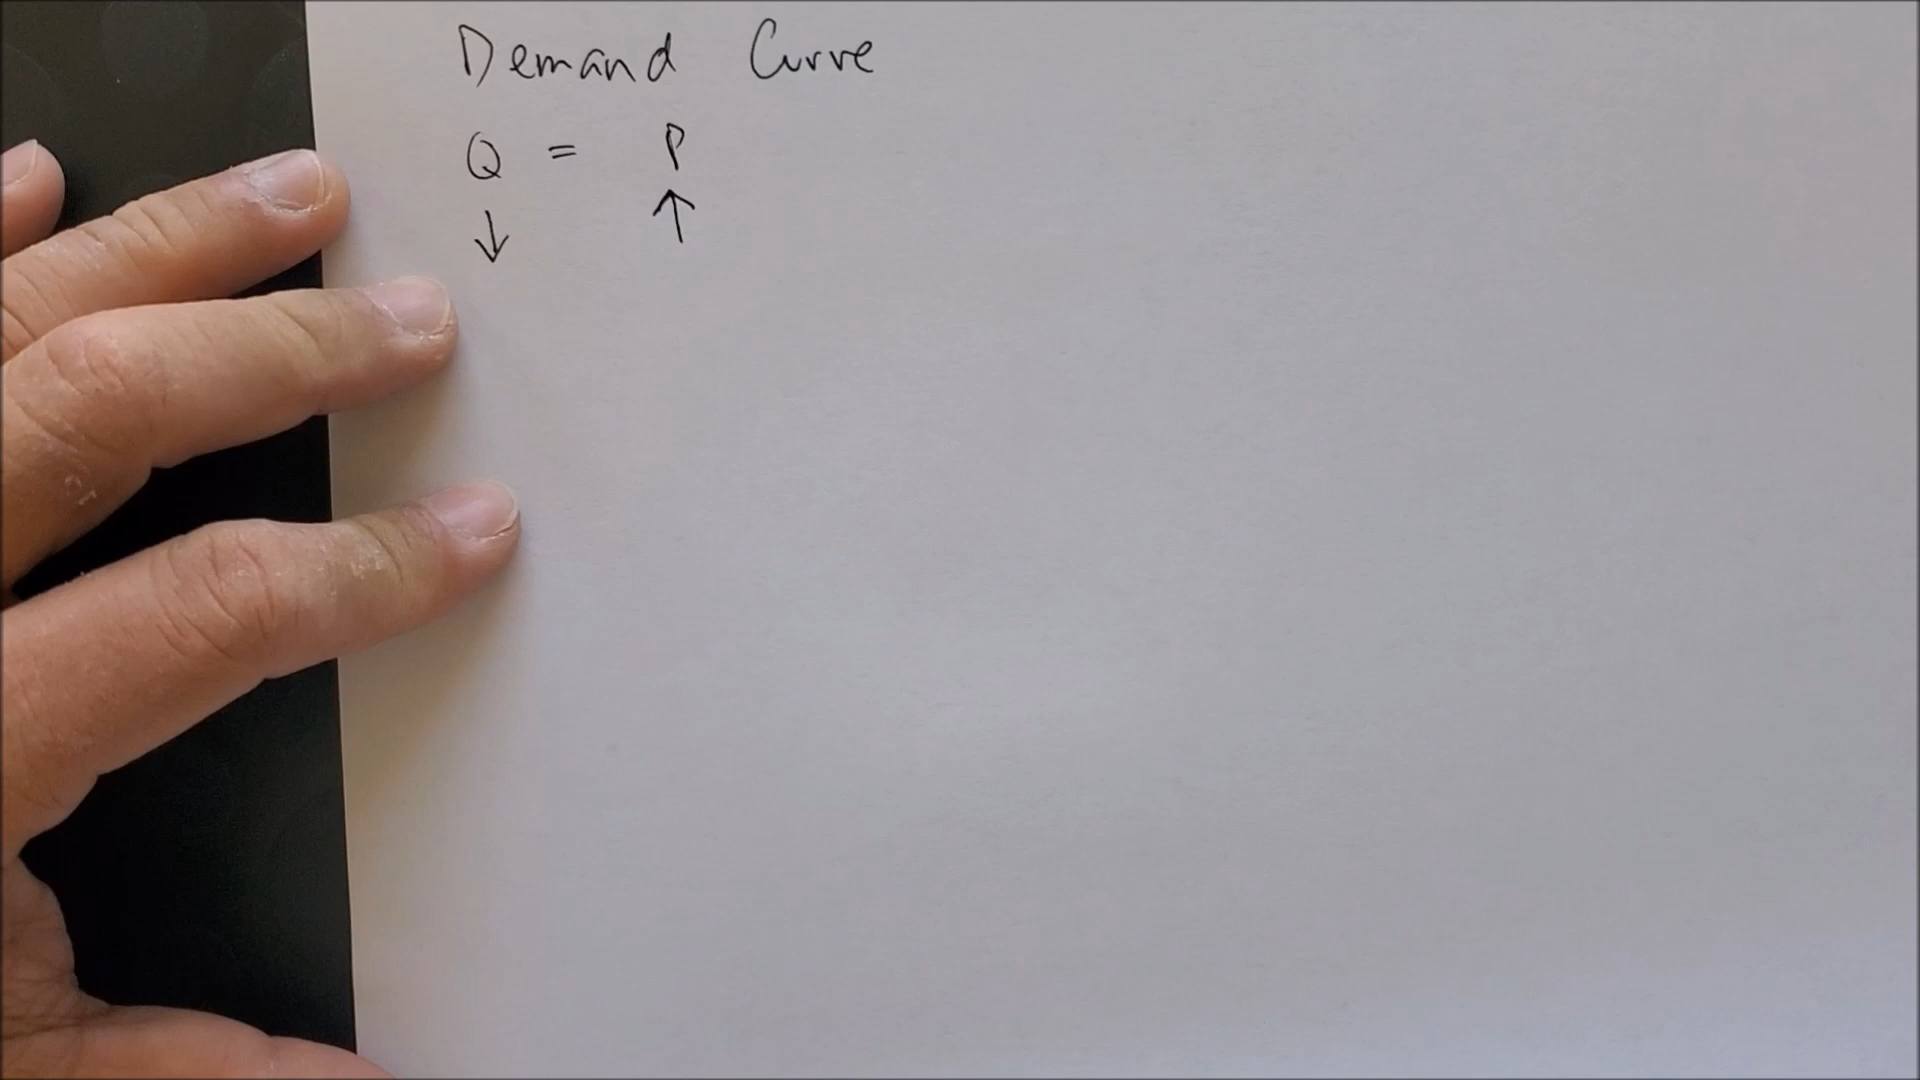 Demand Curve
Q = P
↓ ↑